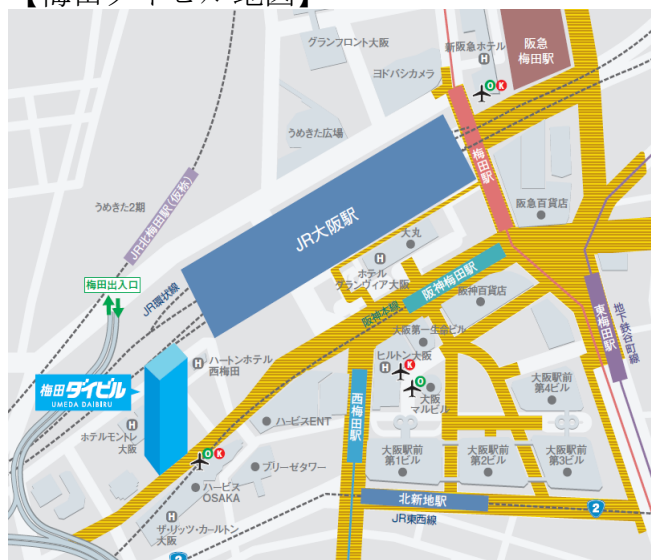 【梅田ダイビル地図】
グランフロント大阪
新阪急ホテル
H
阪急
梅田駅
ヨドバシカメラ
O K
うめきた広場
梅田駅
うめきた2期
JR北梅田駅(仮称)
JR大阪駅
阪急百貨店
大丸
H
ホテル
グランヴィア大阪
梅田出入口
JR環状線
阪神梅田駅
阪神本線
阪神百貨店
東梅田駅
地下鉄谷町線
大阪第一生命ビル
H
ハートンホテル
西梅田
ヒルトン大阪
H
K
O
大阪
マルビル
大阪駅前
第4ビル
梅田ダイビル
UMEDA DAIBIRU
西梅田駅
H
ホテルモントレ
大阪
ハービスENT
O K
ブリーゼタワー
大阪駅前
第1ビル
大阪駅前
第2ビル
大阪駅前
第3ビル
ハービス
OSAKA
H
ザ・リッツ・カールトン
大阪
北新地駅
JR東西線
2
2